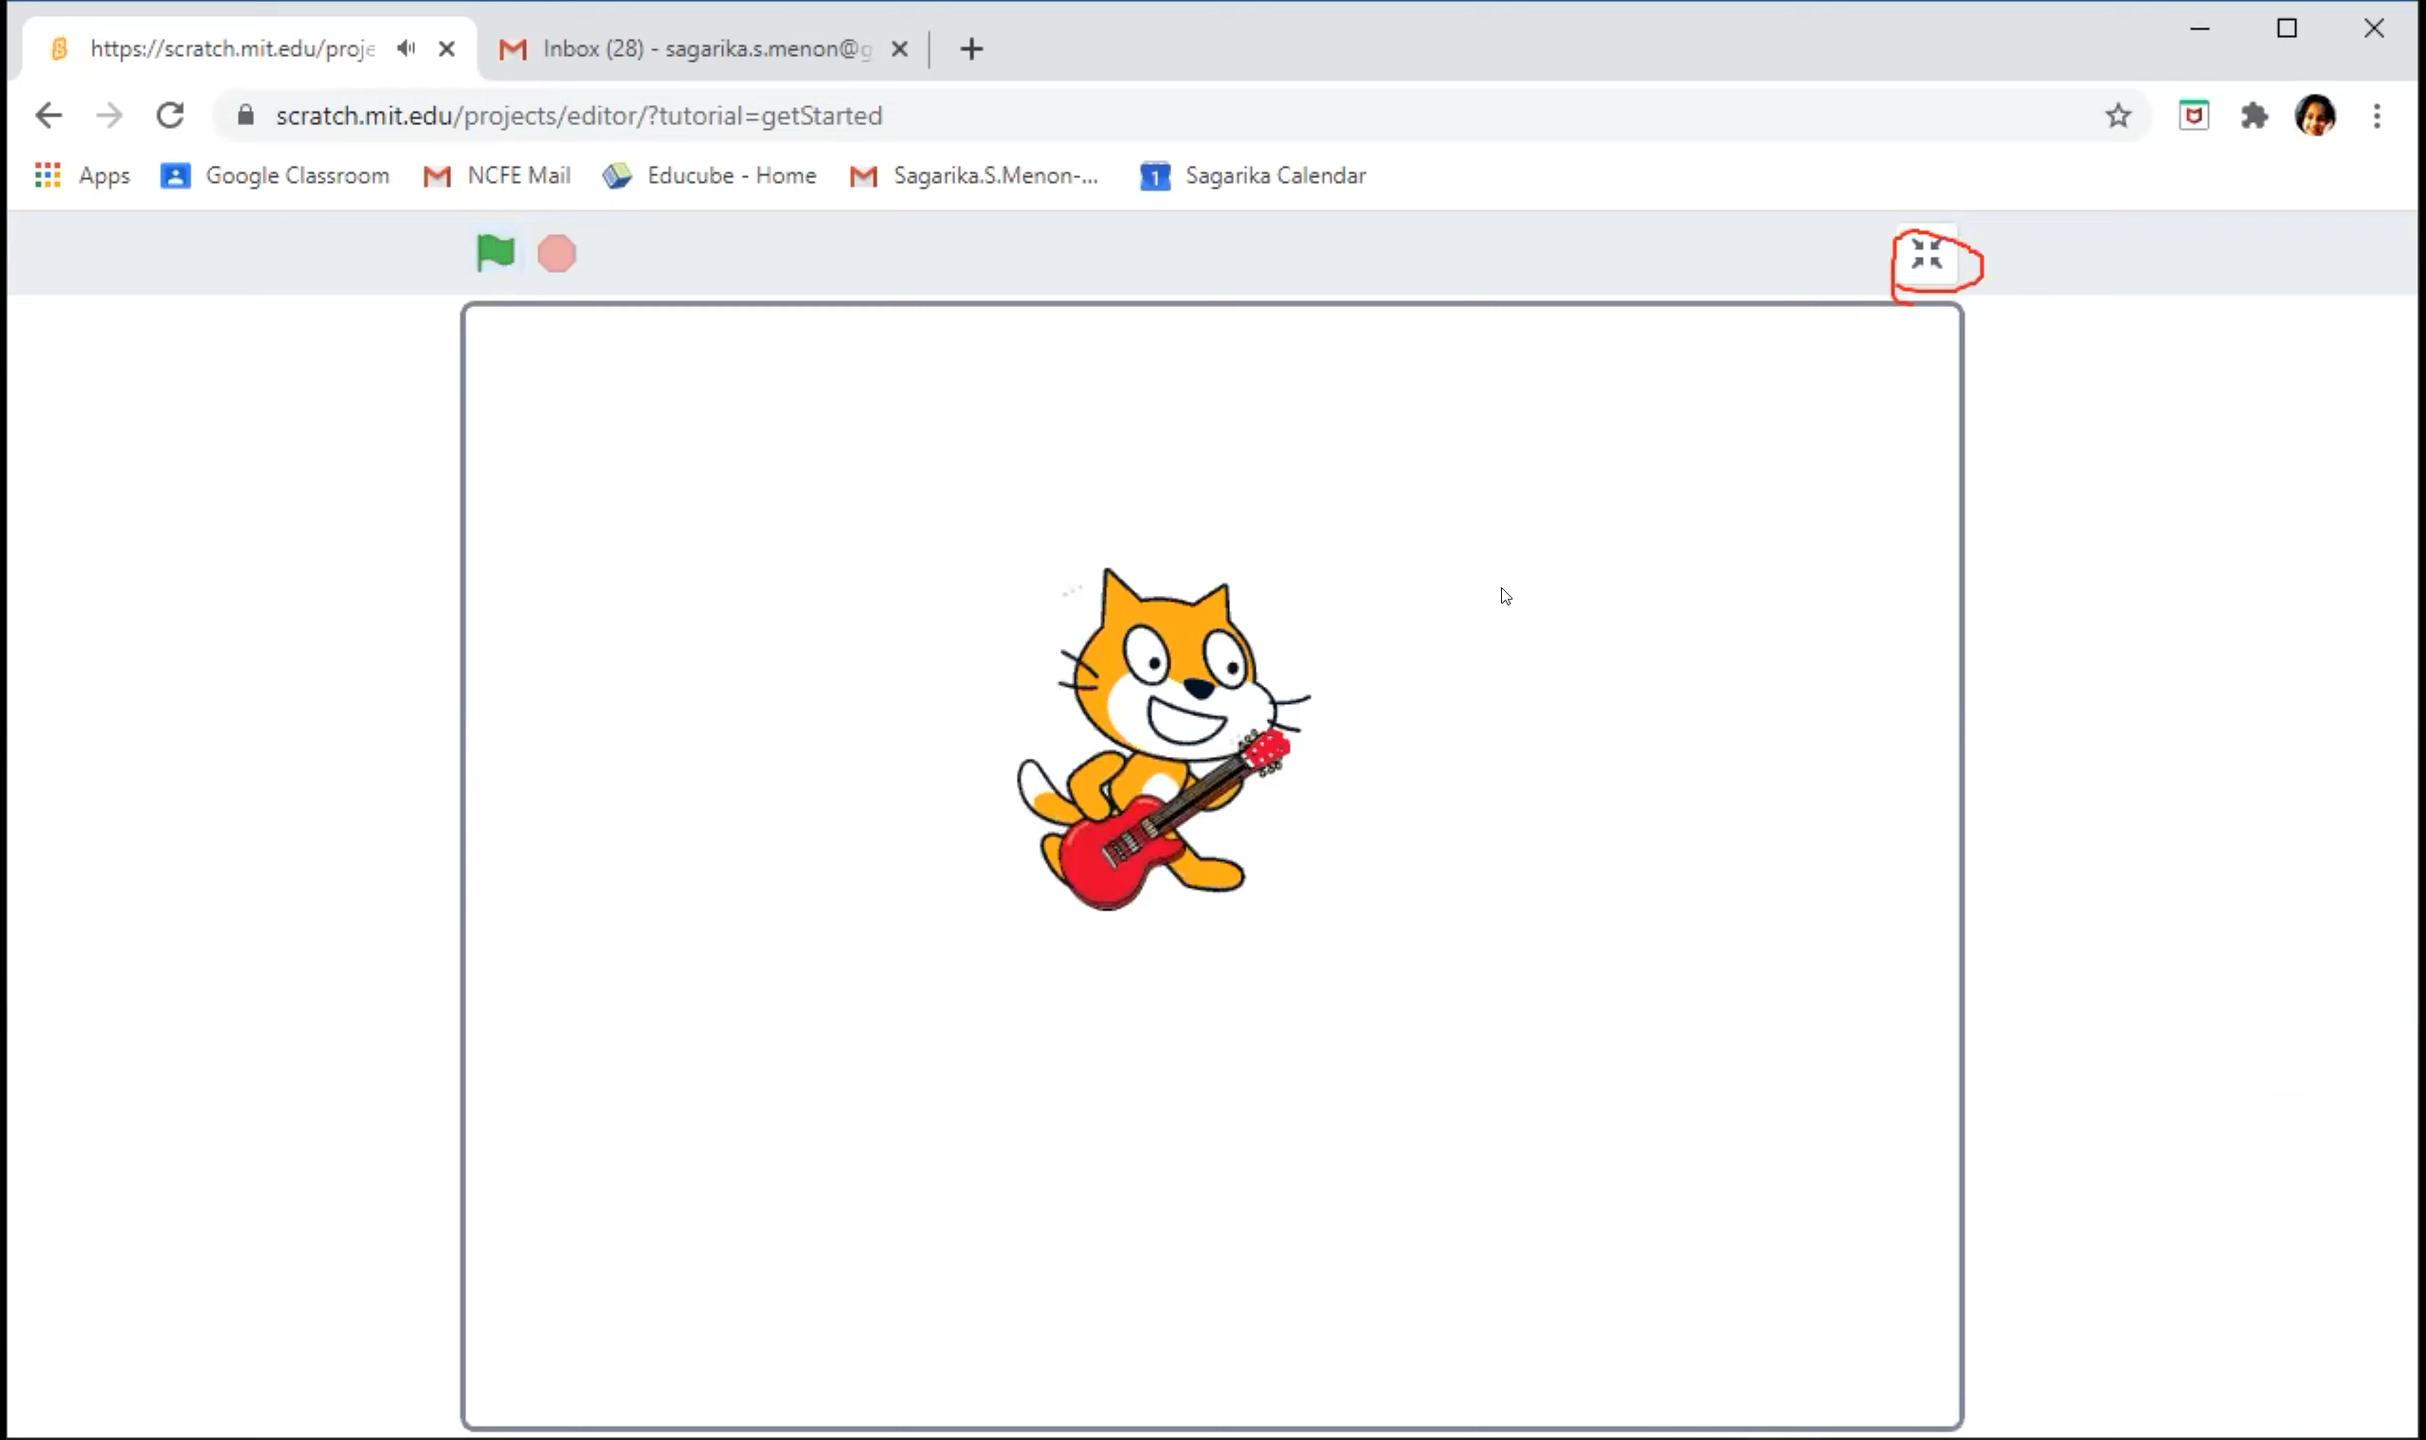 https://scratch.mit.edu/proje
Inbox (28) - sagarika.s.menon@g
scratch.mit.edu/projects/editor/?tutorial=getStarted
Apps Google Classroom NCFE Mail Educube - Home Sagarika.S.Menon-... 1 Sagarika Calendar